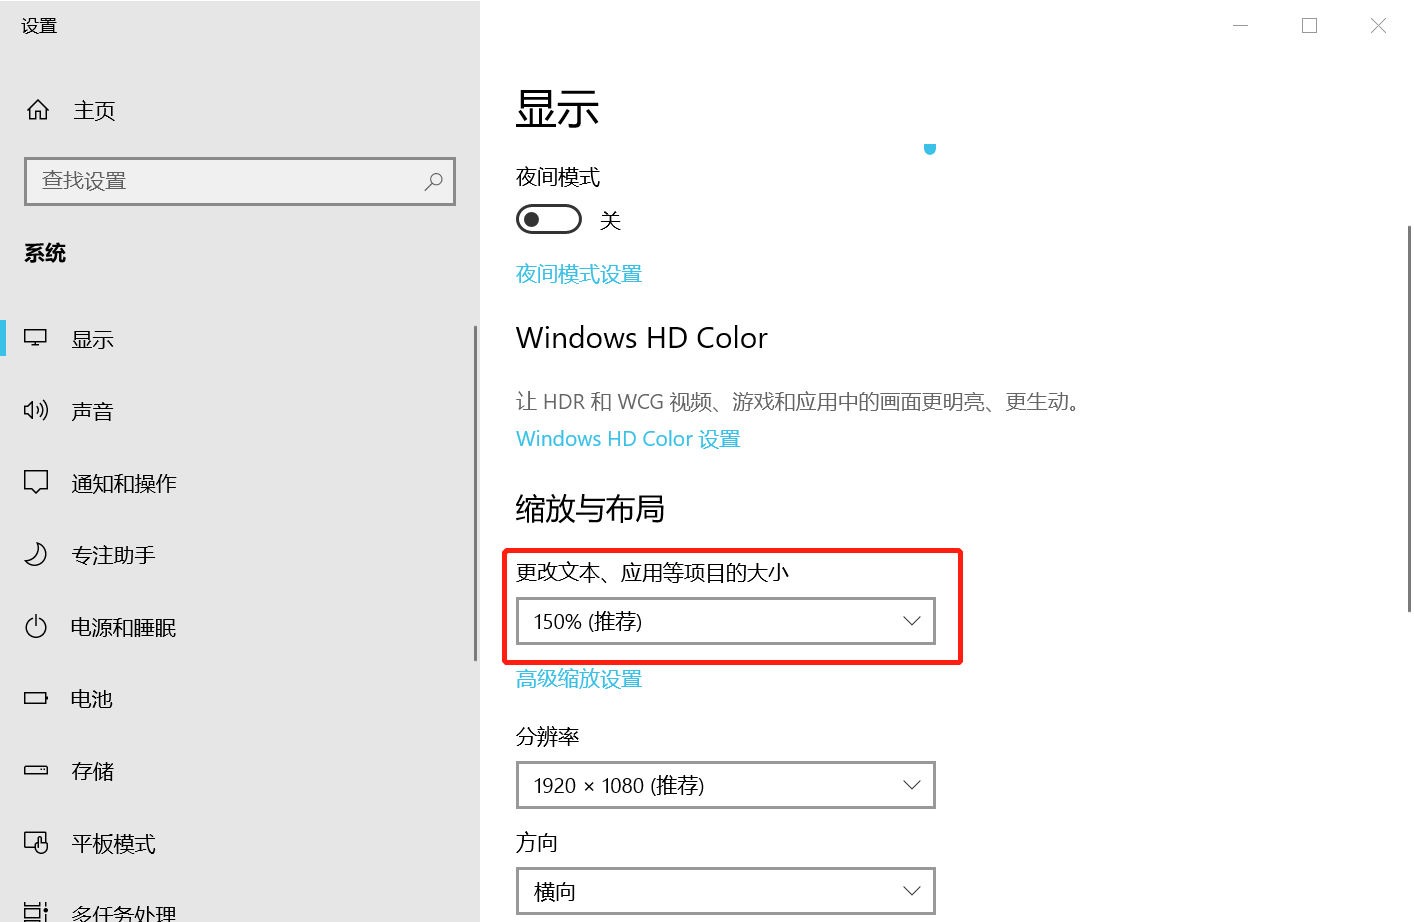 设置
主页
查找设置
系统
显示
声音
通知和操作
专注助手
电源和睡眠
电池
存储
平板模式
多任务处理
显示
夜间模式
关
夜间模式设置
Windows HD Color
让 HDR 和 WCG 视频、游戏和应用中的画面更明亮、更生动。
Windows HD Color 设置
缩放与布局
更改文本、应用等项目的大小
150% (推荐)
高级缩放设置
分辨率
1920 × 1080 (推荐)
方向
横向